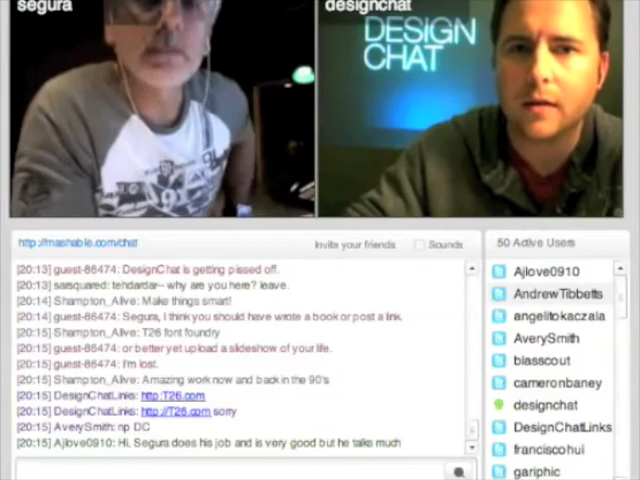 segura
designchat
DESIGN
CHAT
http://mashable.com/chat
Invite your friends
Sounds
50 Active Users
[20:13] guest-86474: DesignChat is getting pissed off.
[20:13] sarsquared: tehdardar-- why are you here? leave.
[20:14] Shampton_Alive: Make things smart!
[20:14] guest-86474: Segura, I think you should have wrote a book or post a link.
[20:15] Shampton_Alive: T26 font foundry
[20:15] guest-86474: or better yet upload a slideshow of your life.
[20:15] guest-86474: I'm lost.
[20:15] Shampton_Alive: Amazing work now and back in the 90's
[20:15] DesignChatLinks: http:T26.com
[20:15] DesignChatLinks: http://T26.com sorry
[20:15] AverySmith: np DC
[20:15] Ajlove0910: Hi, Segura does his job and is very good but he talks much
Ajlove0910
AndrewTibbetts
angelitokaczala
AverySmith
blasscout
cameronbaney
designchat
DesignChatLinks
franciscohui
gariphic